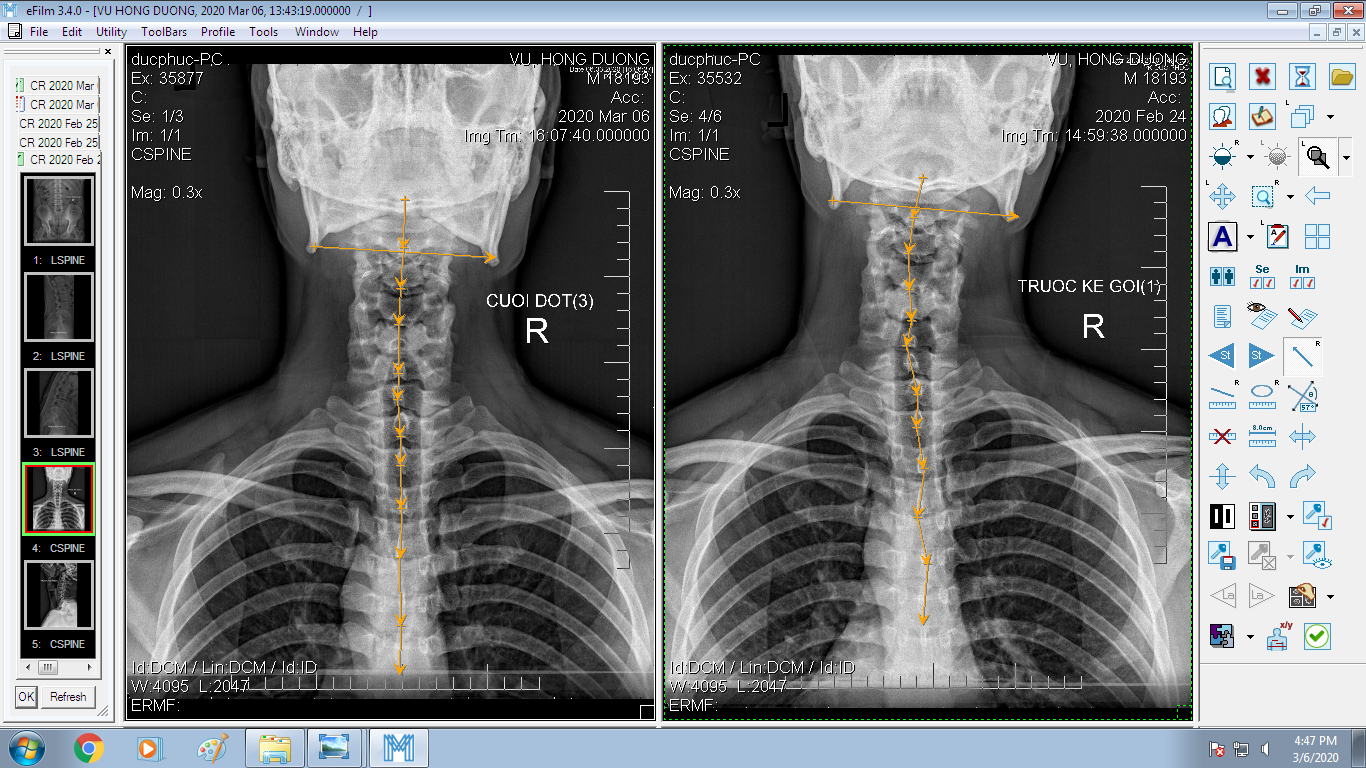 eFilm 3.4.0 - [VU HONG DUONG, 2020 Mar 06, 13:43:19.000000 / ]
File Edit Utility ToolBars Profile Tools Window Help
CR 2020 Mar
CR 2020 Mar
CR 2020 Feb 25
CR 2020 Feb 25
CR 2020 Feb 2
1: LSPINE
2: LSPINE
3: LSPINE
4: CSPINE
5: CSPINE
OK Refresh
ducphuc-PC
Ex: 35877
C:
Se: 1/3
Im: 1/1
CSPINE
Mag: 0.3x
VU, HONG DUONG
M 18193
Acc:
2020 Mar 06
Img Tm: 16:07:40.000000
CUOI DOT(3)
R
Id:DCM / Lin:DCM / Id:ID
W:4095 L:2047
ERMF:
ducphuc-PC
Ex: 35532
C:
Se: 4/6
Im: 1/1
CSPINE
Mag: 0.3x
VU, HONG DUONG
M 18193
Acc:
2020 Feb 24
Img Tm: 14:59:38.000000
TRUOC KE GOI(1)
R
Id:DCM / Lin:DCM / Id:ID
W:4095 L:2047
ERMF:
R L
L R
A L
Se Im
St St R
R R θ
57°
8.0cm
La La
x/y
4:47 PM
3/6/2020